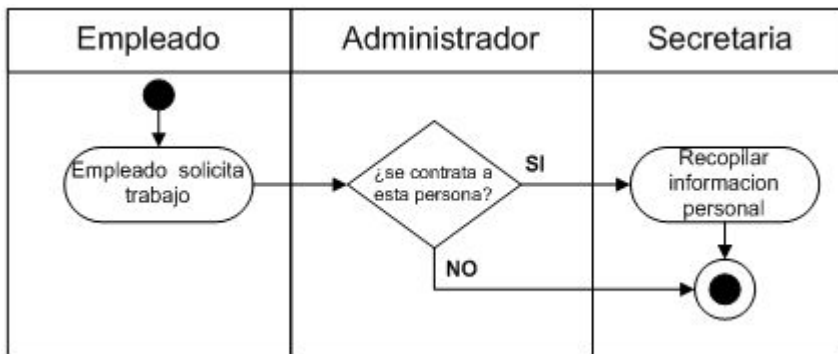 Empleado
Administrador
Secretaria
Empleado solicita
trabajo
¿se contrata a
esta persona?
SI
NO
Recopilar
informacion
personal